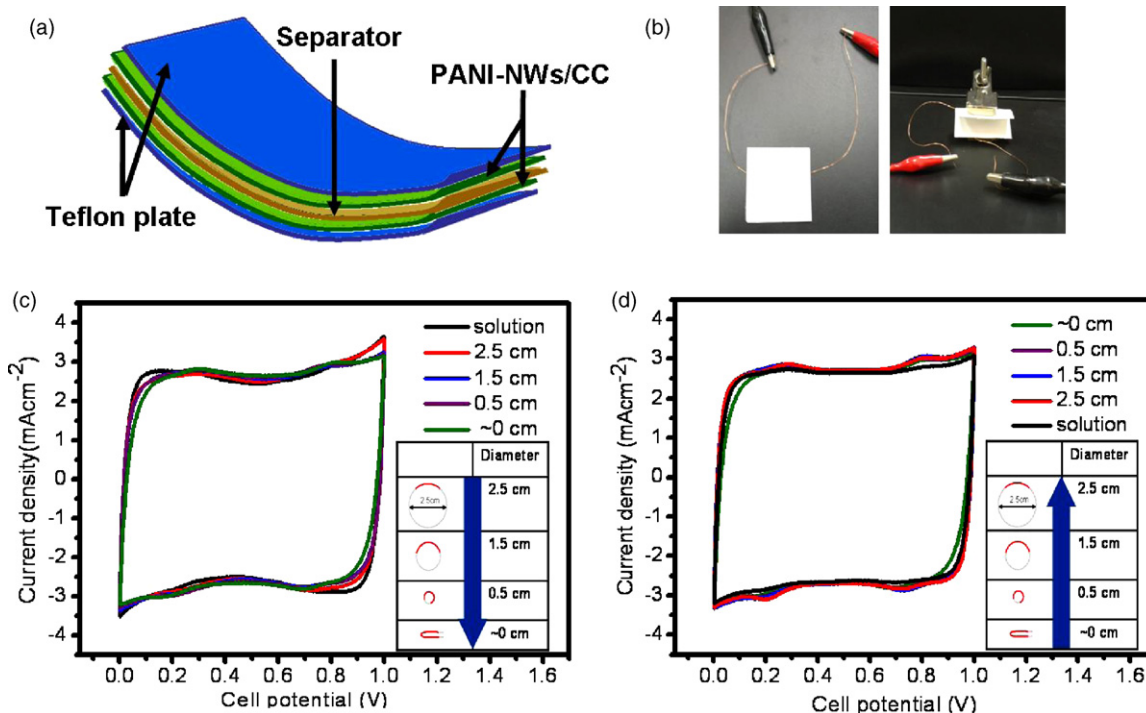 (a)
Separator
PANI-NWs/CC
Teflon plate
(b)
(c)
Current density(mAcm-2)
4
3
2
1
0
-1
-2
-3
-4
0.0 0.2 0.4 0.6 0.8 1.0 1.2 1.4 1.6
Cell potential (V)
solution
2.5 cm
1.5 cm
0.5 cm
~0 cm
Diameter
2.5cm
2.5 cm
1.5 cm
0.5 cm
~0 cm
(d)
Current density (mAcm-2)
4
3
2
1
0
-1
-2
-3
-4
0.0 0.2 0.4 0.6 0.8 1.0 1.2 1.4 1.6
Cell potential (V)
~0 cm
0.5 cm
1.5 cm
2.5 cm
solution
Diameter
2.5cm
2.5 cm
1.5 cm
0.5 cm
~0 cm